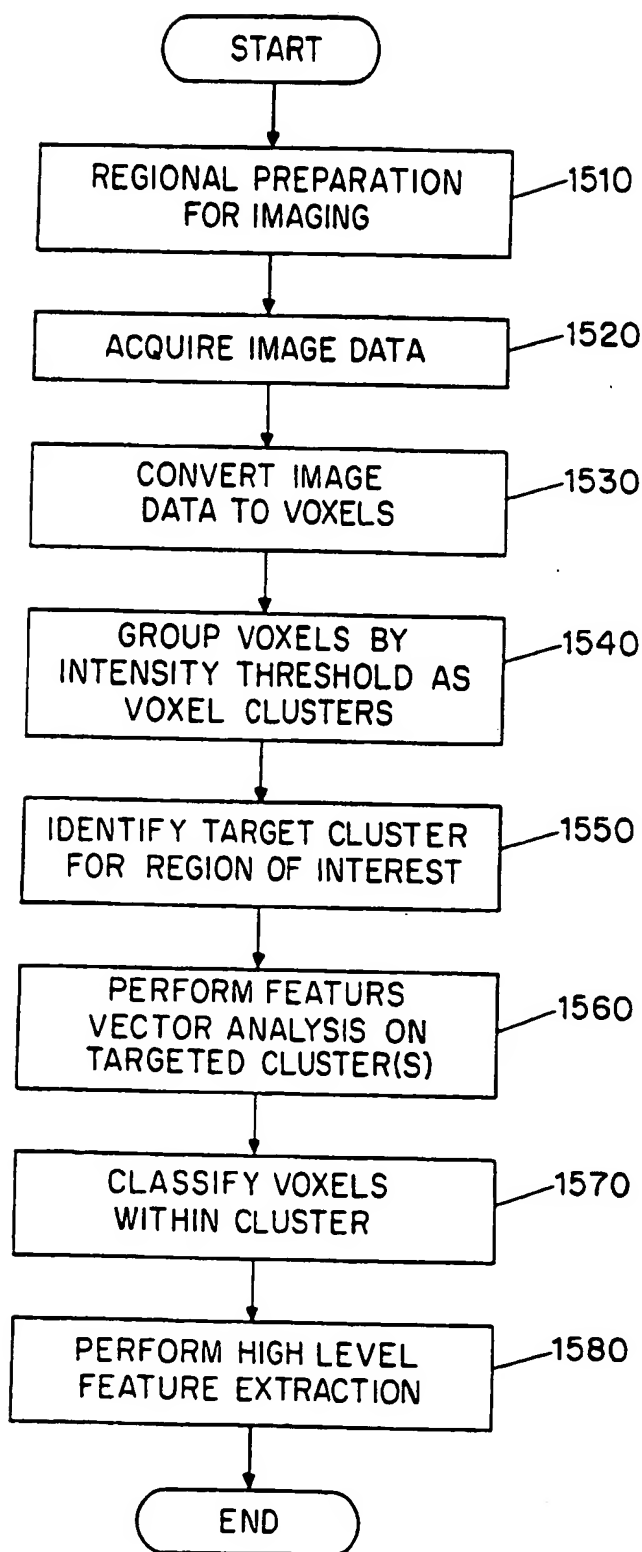 START
REGIONAL PREPARATION
FOR IMAGING
1510
ACQUIRE IMAGE DATA
1520
CONVERT IMAGE
DATA TO VOXELS
1530
GROUP VOXELS BY
INTENSITY THRESHOLD AS
VOXEL CLUSTERS
1540
IDENTIFY TARGET CLUSTER
FOR REGION OF INTEREST
1550
PERFORM FEATURS
VECTOR ANALYSIS ON
TARGETED CLUSTER(S)
1560
CLASSIFY VOXELS
WITHIN CLUSTER
1570
PERFORM HIGH LEVEL
FEATURE EXTRACTION
1580
END